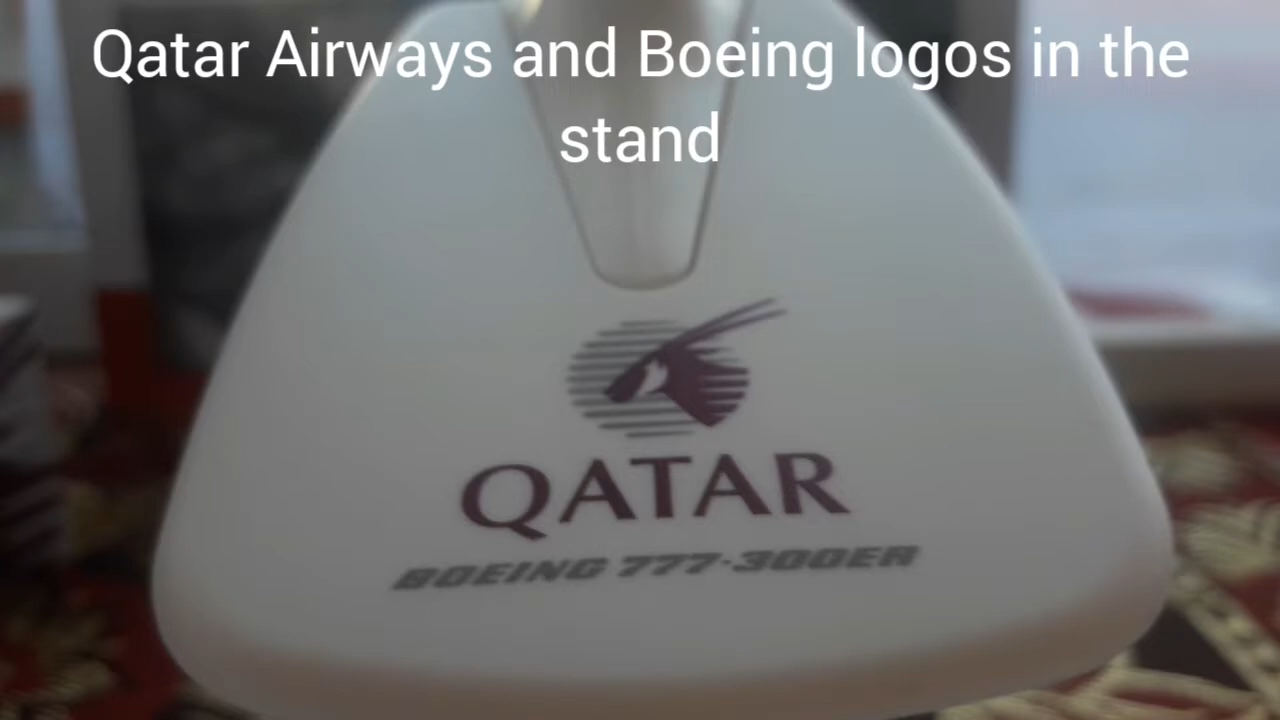 Qatar Airways and Boeing logos in the
stand
QATAR
BOEING 777-300ER